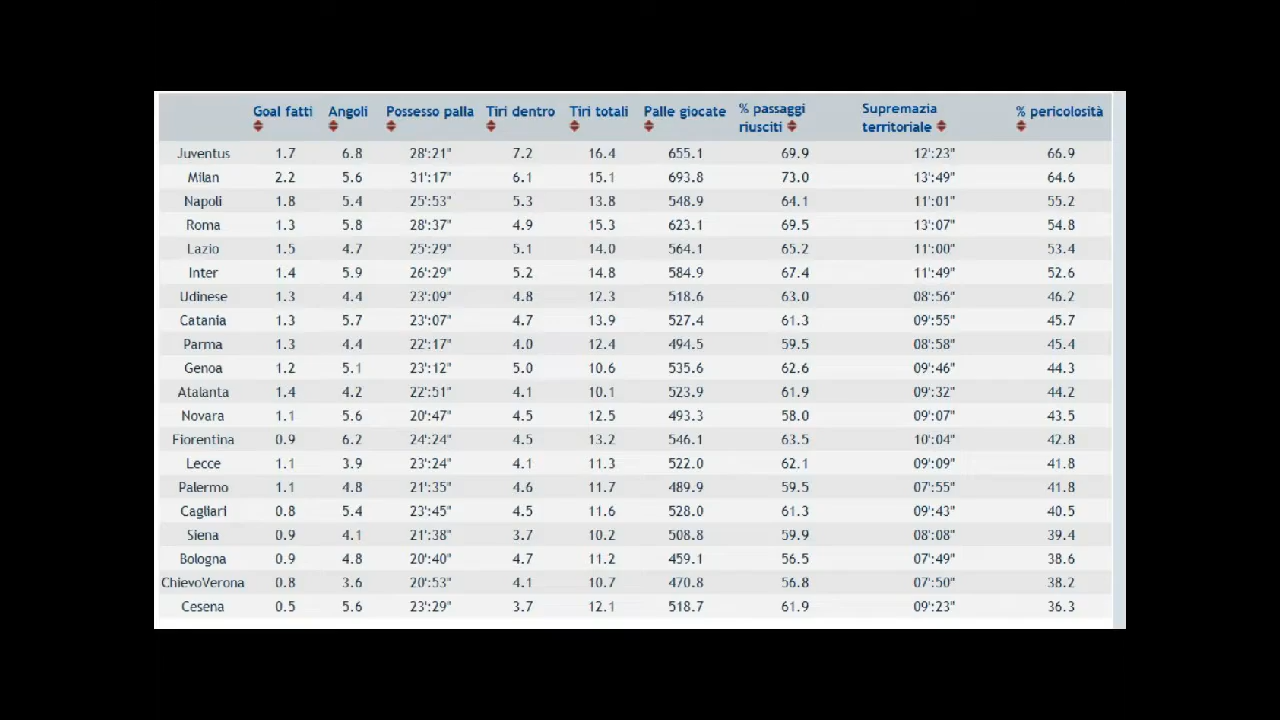 Goal fatti Angoli Possesso palla Tiri dentro Tiri totali Palle giocate % passaggi riusciti Supremazia territoriale % pericolosità
Juventus 1.7 6.8 28':21" 7.2 16.4 655.1 69.9 12':23" 66.9
Milan 2.2 5.6 31':17" 6.1 15.1 693.8 73.0 13':49" 64.6
Napoli 1.8 5.4 25':53" 5.3 13.8 548.9 64.1 11':01" 55.2
Roma 1.3 5.8 28':37" 4.9 15.3 623.1 69.5 13':07" 54.8
Lazio 1.5 4.7 25':29" 5.1 14.0 564.1 65.2 11':00" 53.4
Inter 1.4 5.9 26':29" 5.2 14.8 584.9 67.4 11':49" 52.6
Udinese 1.3 4.4 23':09" 4.8 12.3 518.6 63.0 08':56" 46.2
Catania 1.3 5.7 23':07" 4.7 13.9 527.4 61.3 09':55" 45.7
Parma 1.3 4.4 22':17" 4.0 12.4 494.5 59.5 08':58" 45.4
Genoa 1.2 5.1 23':12" 5.0 10.6 535.6 62.6 09':46" 44.3
Atalanta 1.4 4.2 22':51" 4.1 10.1 523.9 61.9 09':32" 44.2
Novara 1.1 5.6 20':47" 4.5 12.5 493.3 58.0 09':07" 43.5
Fiorentina 0.9 6.2 24':24" 4.5 13.2 546.1 63.5 10':04" 42.8
Lecce 1.1 3.9 23':24" 4.1 11.3 522.0 62.1 09':09" 41.8
Palermo 1.1 4.8 21':35" 4.6 11.7 489.9 59.5 07':55" 41.8
Cagliari 0.8 5.4 23':45" 4.5 11.6 528.0 61.3 09':43" 40.5
Siena 0.9 4.1 21':38" 3.7 10.2 508.8 59.9 08':08" 39.4
Bologna 0.9 4.8 20':40" 4.7 11.2 459.1 56.5 07':49" 38.6
ChievoVerona 0.8 3.6 20':53" 4.1 10.7 470.8 56.8 07':50" 38.2
Cesena 0.5 5.6 23':29" 3.7 12.1 518.7 61.9 09':23" 36.3